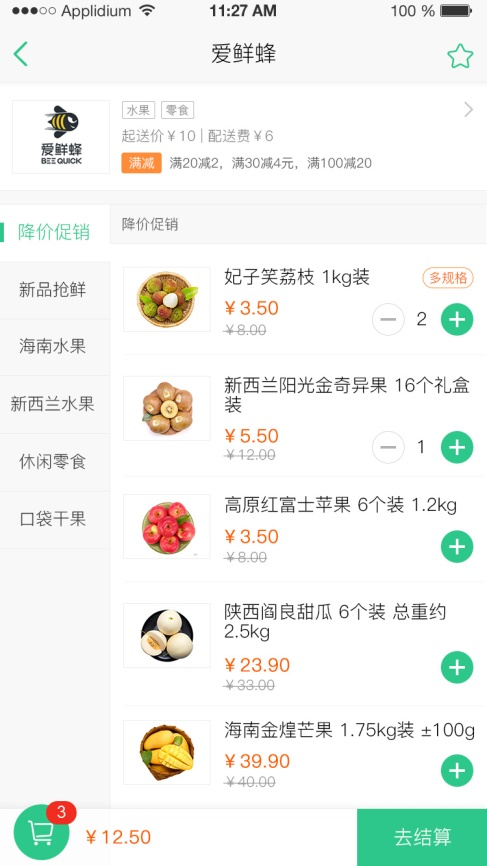 Applidium 11:27 AM 100 %
爱鲜蜂
爱鲜蜂
BEE QUICK
水果 零食
起送价￥10 | 配送费￥6
满减 满20减2，满30减4元，满100减20
降价促销
新品抢鲜
海南水果
新西兰水果
休闲零食
口袋干果
降价促销
妃子笑荔枝 1kg装
多规格
￥3.50
￥8.00
2
新西兰阳光金奇异果 16个礼盒
装
￥5.50
￥12.00
1
高原红富士苹果 6个装 1.2kg
￥3.50
￥8.00
陕西阎良甜瓜 6个装 总重约
2.5kg
￥23.90
￥33.00
海南金煌芒果 1.75kg装 ±100g
￥39.90
￥40.00
3
￥12.50
去结算